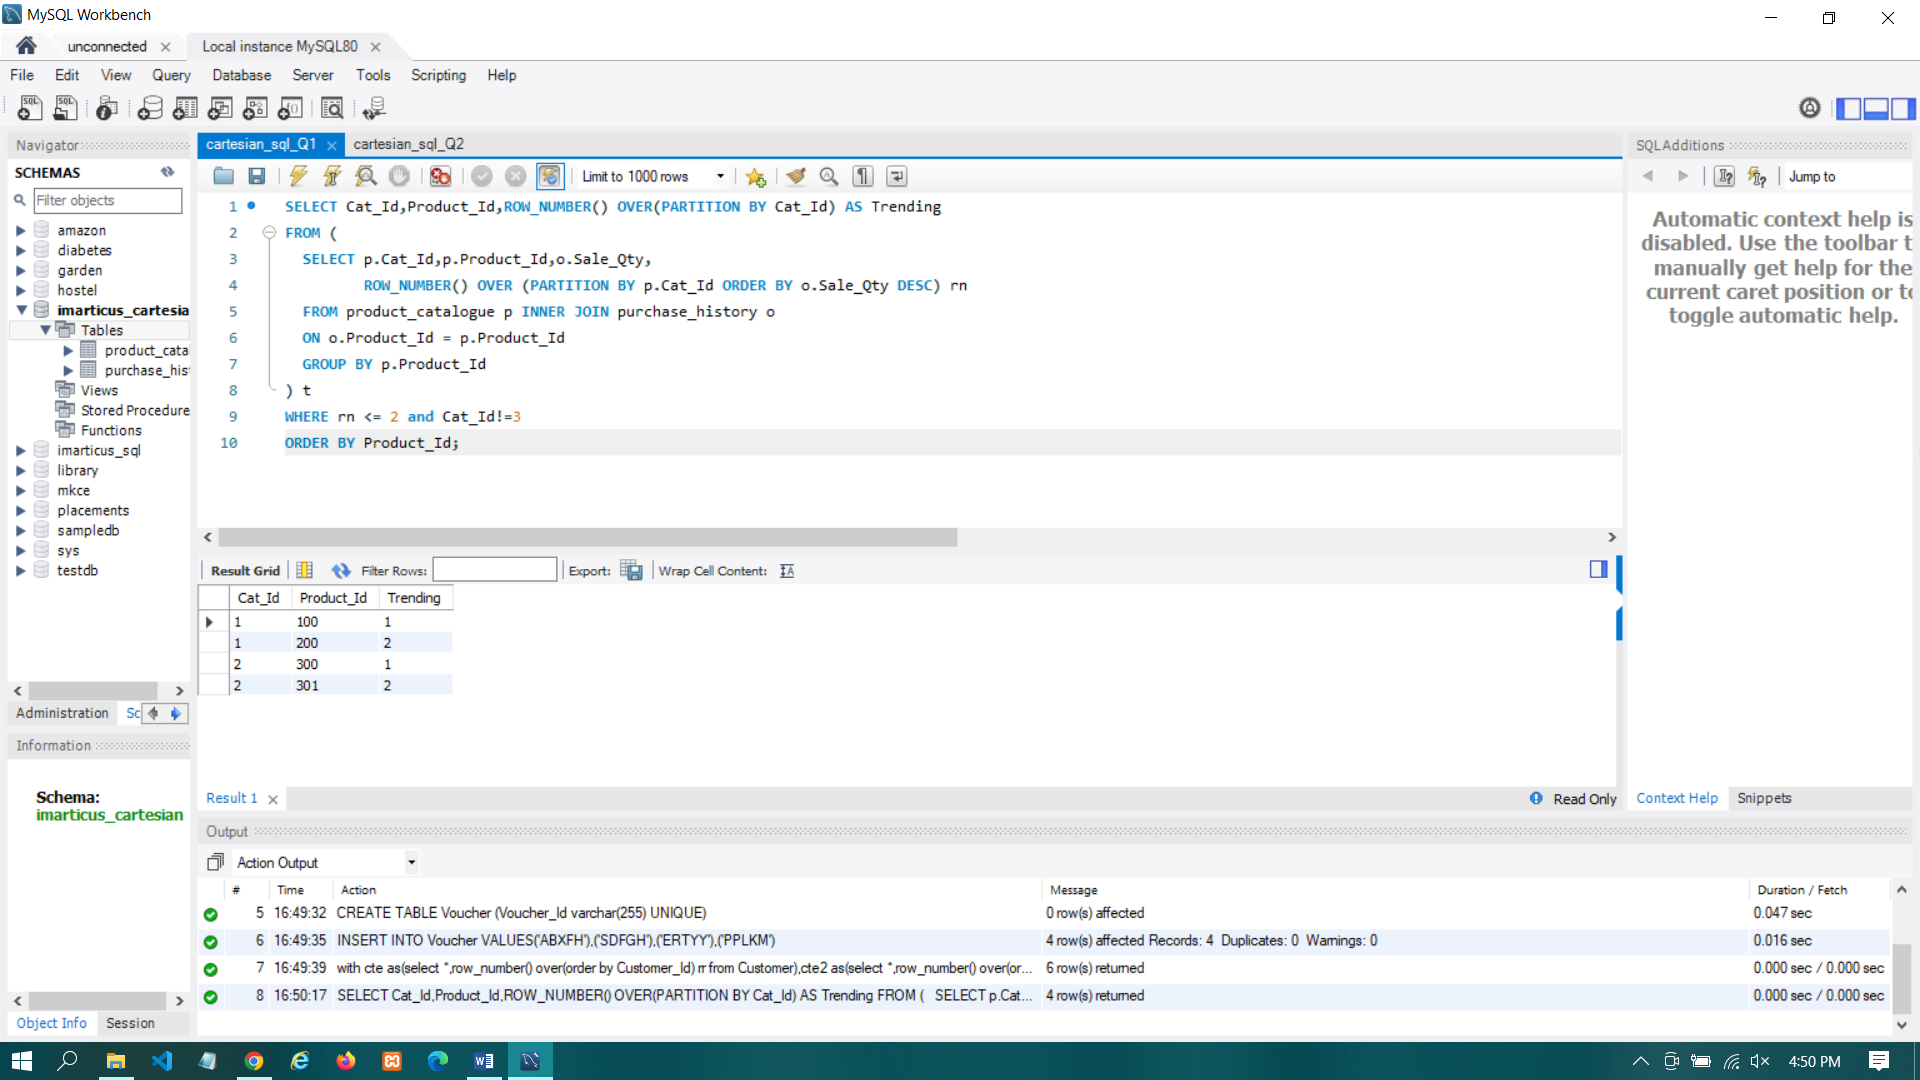 MySQL Workbench
unconnected
Local instance MySQL80
File Edit View Query Database Server Tools Scripting Help
Navigator
SCHEMAS
Filter objects
amazon
diabetes
garden
hostel
imarticus_cartesia
Tables
product_cata
purchase_his
Views
Stored Procedure
Functions
imarticus_sql
library
mkce
placements
sampledb
sys
testdb
Administration Sc
Information
Schema:
imarticus_cartesian
Object Info Session
cartesian_sql_Q1 cartesian_sql_Q2
Limit to 1000 rows
1 SELECT Cat_Id,Product_Id,ROW_NUMBER() OVER(PARTITION BY Cat_Id) AS Trending
2 FROM (
3 SELECT p.Cat_Id,p.Product_Id,o.Sale_Qty,
4 ROW_NUMBER() OVER (PARTITION BY p.Cat_Id ORDER BY o.Sale_Qty DESC) rn
5 FROM product_catalogue p INNER JOIN purchase_history o
6 ON o.Product_Id = p.Product_Id
7 GROUP BY p.Product_Id
8 ) t
9 WHERE rn <= 2 and Cat_Id!=3
10 ORDER BY Product_Id;
Result Grid Filter Rows: Export: Wrap Cell Content:
Cat_Id Product_Id Trending
1 100 1
1 200 2
2 300 1
2 301 2
Result 1
Read Only
SQLAdditions
Jump to
Automatic context help is
disabled. Use the toolbar t
manually get help for the
current caret position or to
toggle automatic help.
Context Help Snippets
Output
Action Output
# Time Action Message Duration / Fetch
5 16:49:32 CREATE TABLE Voucher (Voucher_Id varchar(255) UNIQUE) 0 row(s) affected 0.047 sec
6 16:49:35 INSERT INTO Voucher VALUES('ABXFH'),('SDFGH'),('ERTYY'),('PPLKM') 4 row(s) affected Records: 4 Duplicates: 0 Warnings: 0 0.016 sec
7 16:49:39 with cte as(select *,row_number() over(order by Customer_Id) rr from Customer),cte2 as(select *,row_number() over(or... 6 row(s) returned 0.000 sec / 0.000 sec
8 16:50:17 SELECT Cat_Id,Product_Id,ROW_NUMBER() OVER(PARTITION BY Cat_Id) AS Trending FROM ( SELECT p.Cat... 4 row(s) returned 0.000 sec / 0.000 sec
4:50 PM